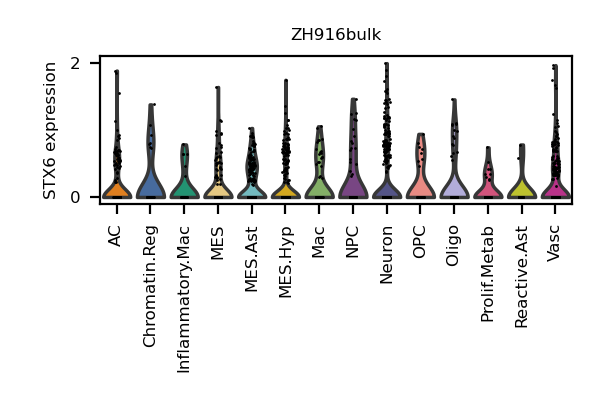 ZH916bulk
STX6 expression
2
0
AC
Chromatin.Reg
Inflammatory.Mac
MES
MES.Ast
MES.Hyp
Mac
NPC
Neuron
OPC
Oligo
Prolif.Metab
Reactive.Ast
Vasc